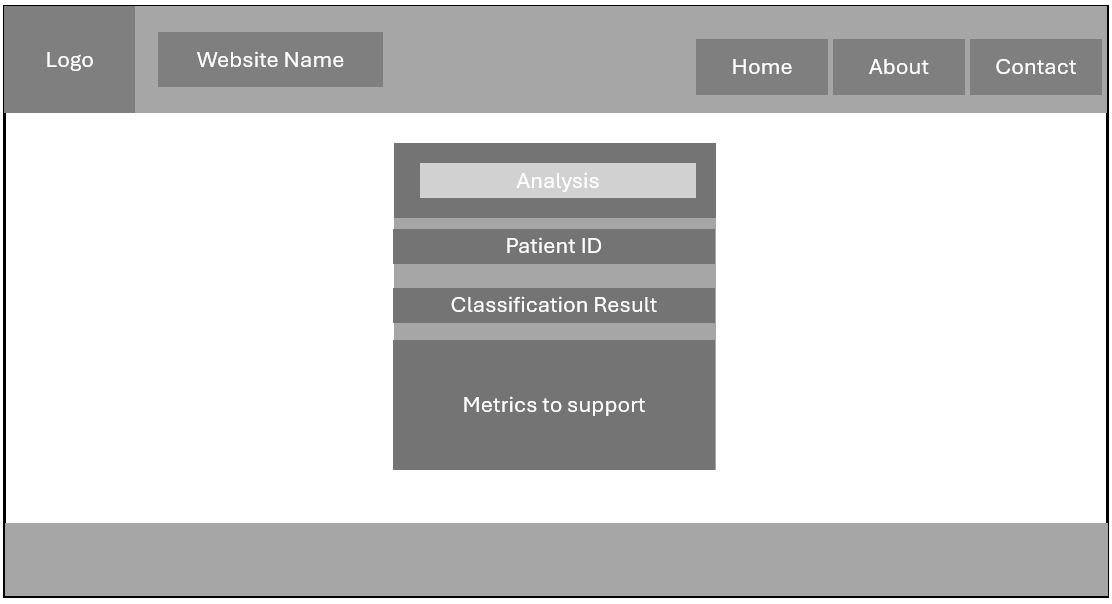 Logo
Website Name
Home
About
Contact
Analysis
Patient ID
Classification Result
Metrics to support